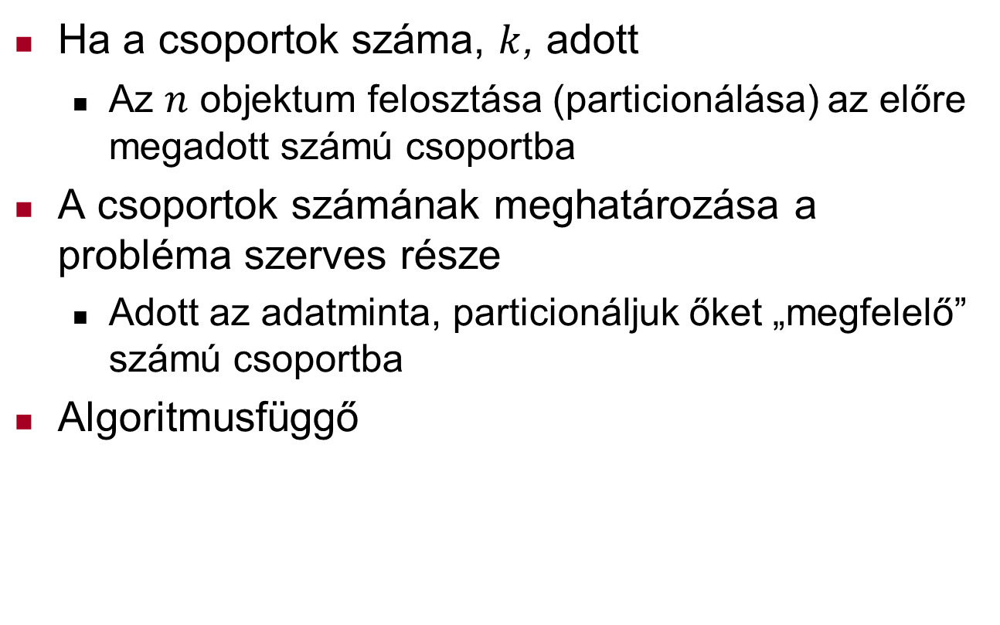 Ha a csoportok száma, k, adott
Az n objektum felosztása (particionálása) az előre
megadott számú csoportba
A csoportok számának meghatározása a
probléma szerves része
Adott az adatminta, particionáljuk őket „megfelelő”
számú csoportba
Algoritmusfüggő